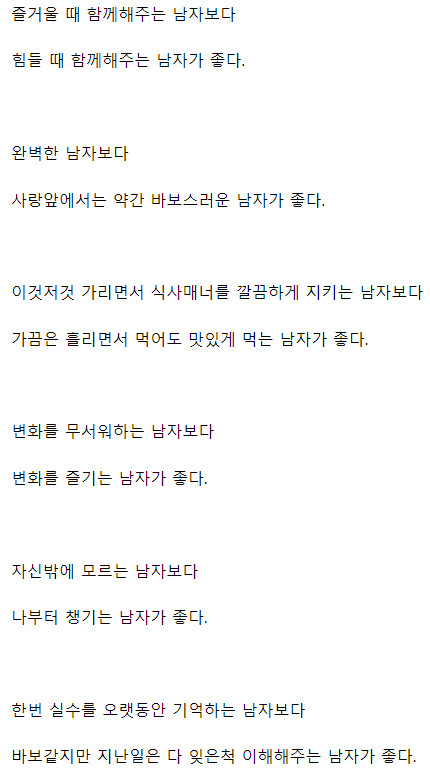 즐거울 때 함께해주는 남자보다
힘들 때 함께해주는 남자가 좋다.
완벽한 남자보다
사랑앞에서는 약간 바보스러운 남자가 좋다.
이것저것 가리면서 식사매너를 깔끔하게 지키는 남자보다
가끔은 흘리면서 먹어도 맛있게 먹는 남자가 좋다.
변화를 무서워하는 남자보다
변화를 즐기는 남자가 좋다.
자신밖에 모르는 남자보다
나부터 챙기는 남자가 좋다.
한번 실수를 오랫동안 기억하는 남자보다
바보같지만 지난일은 다 잊은척 이해해주는 남자가 좋다.